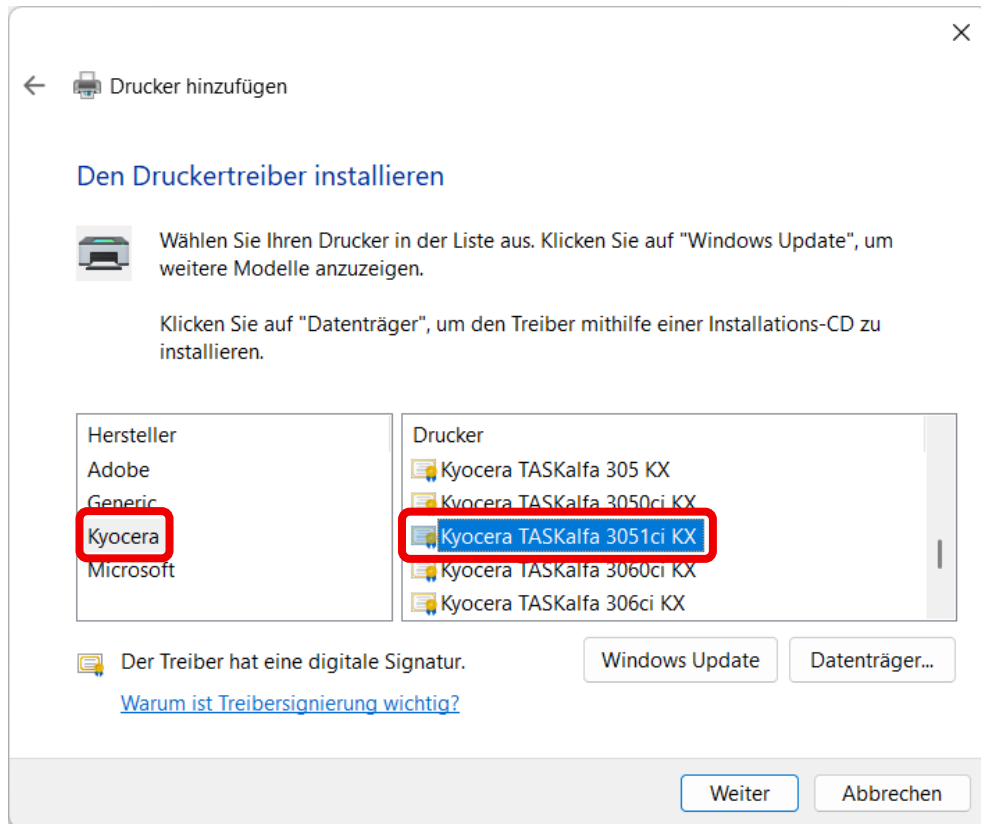 Drucker hinzufügen
Den Druckertreiber installieren
Wählen Sie Ihren Drucker in der Liste aus. Klicken Sie auf "Windows Update", um
weitere Modelle anzuzeigen.
Klicken Sie auf "Datenträger", um den Treiber mithilfe einer Installations-CD zu
installieren.
Hersteller
Adobe
Generic
Kyocera
Microsoft
Drucker
Kyocera TASKalfa 305 KX
Kyocera TASKalfa 3050ci KX
Kyocera TASKalfa 3051ci KX
Kyocera TASKalfa 3060ci KX
Kyocera TASKalfa 306ci KX
Der Treiber hat eine digitale Signatur.
Warum ist Treibersignierung wichtig?
Windows Update
Datenträger...
Weiter
Abbrechen